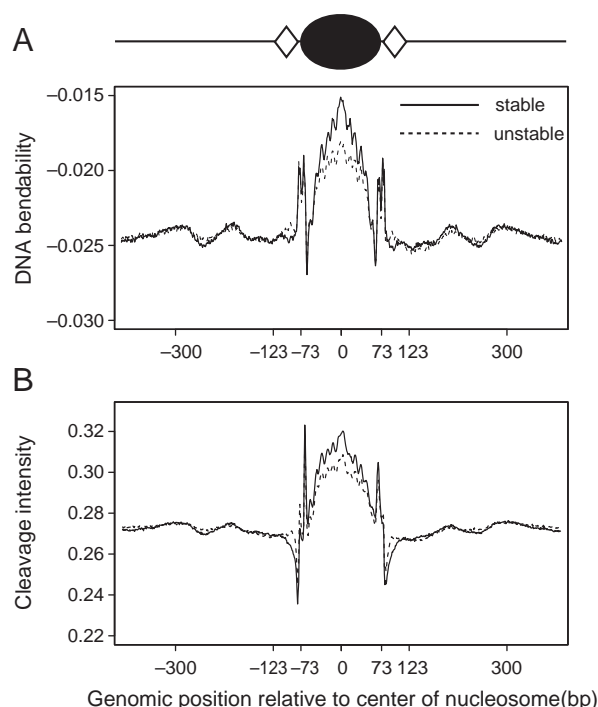 A
−0.015
−0.020
−0.025
−0.030
DNA bendability
stable
unstable
−300 −123 −73 0 73 123 300
B
0.32
0.30
0.28
0.26
0.24
0.22
Cleavage intensity
−300 −123 −73 0 73 123 300
Genomic position relative to center of nucleosome(bp)